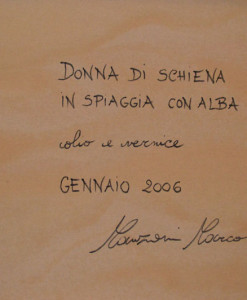 DONNA DI SCHIENA
IN SPIAGGIA CON ALBA
olio e vernice
GENNAIO 2006
Marco